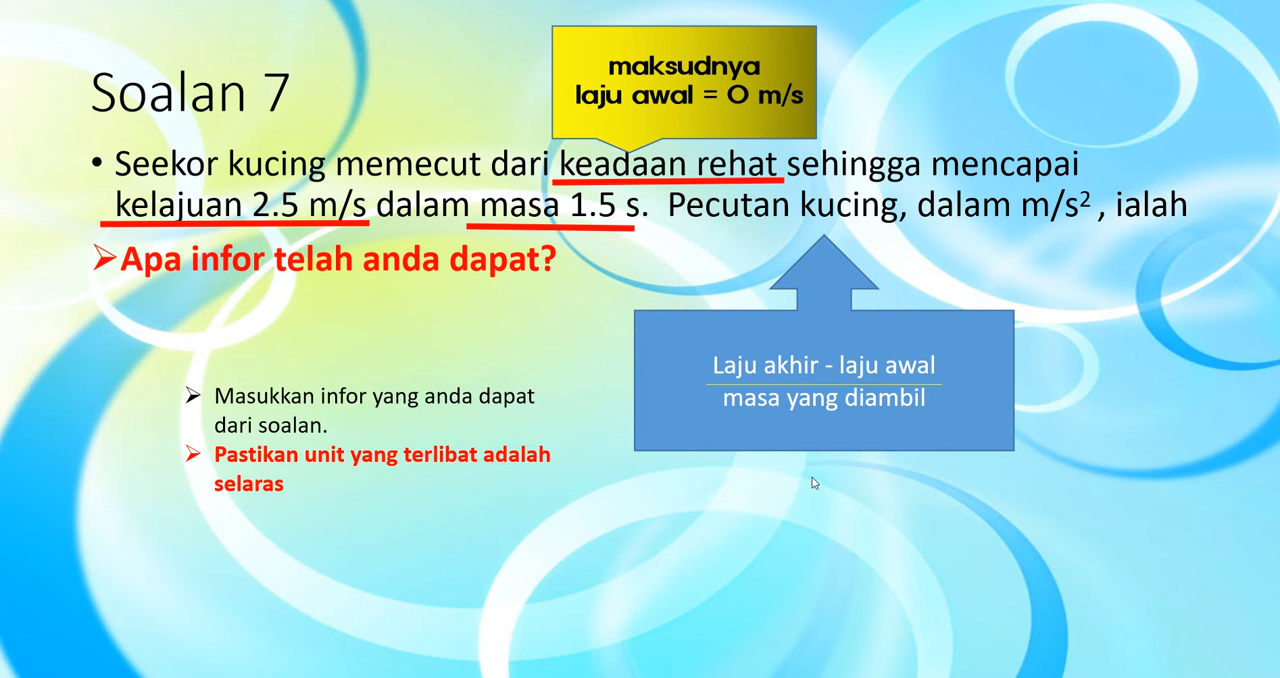 maksudnya
laju awal = 0 m/s
Soalan 7
• Seekor kucing memecut dari keadaan rehat sehingga mencapai
kelajuan 2.5 m/s dalam masa 1.5 s. Pecutan kucing, dalam m/s² , ialah
➢Apa infor telah anda dapat?
Laju akhir - laju awal
masa yang diambil
➢ Masukkan infor yang anda dapat
dari soalan.
➢ Pastikan unit yang terlibat adalah
selaras